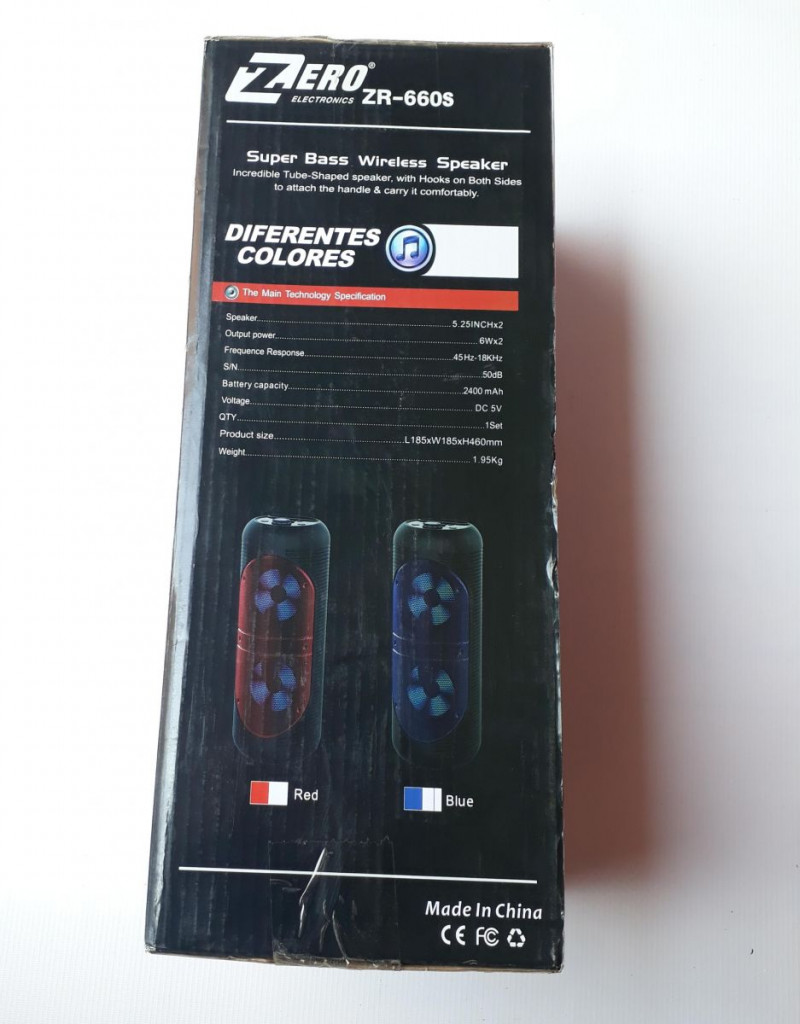 ZERO®
ELECTRONICS ZR-660S
Super Bass Wireless Speaker
Incredible Tube-Shaped speaker, with Hooks on Both Sides
to attach the handle & carry it comfortably.
DIFERENTES
COLORES
The Main Technology Specification
Speaker........................5.25INCHx2
Output power........................6Wx2
Frequence Response........................45Hz-18KHz
S/N........................50dB
Battery capacity........................2400 mAh
Voltage........................DC 5V
QTY........................1Set
Product size........................L185xW185xH460mm
Weight........................1.95Kg
Red
Blue
Made In China
CE FC